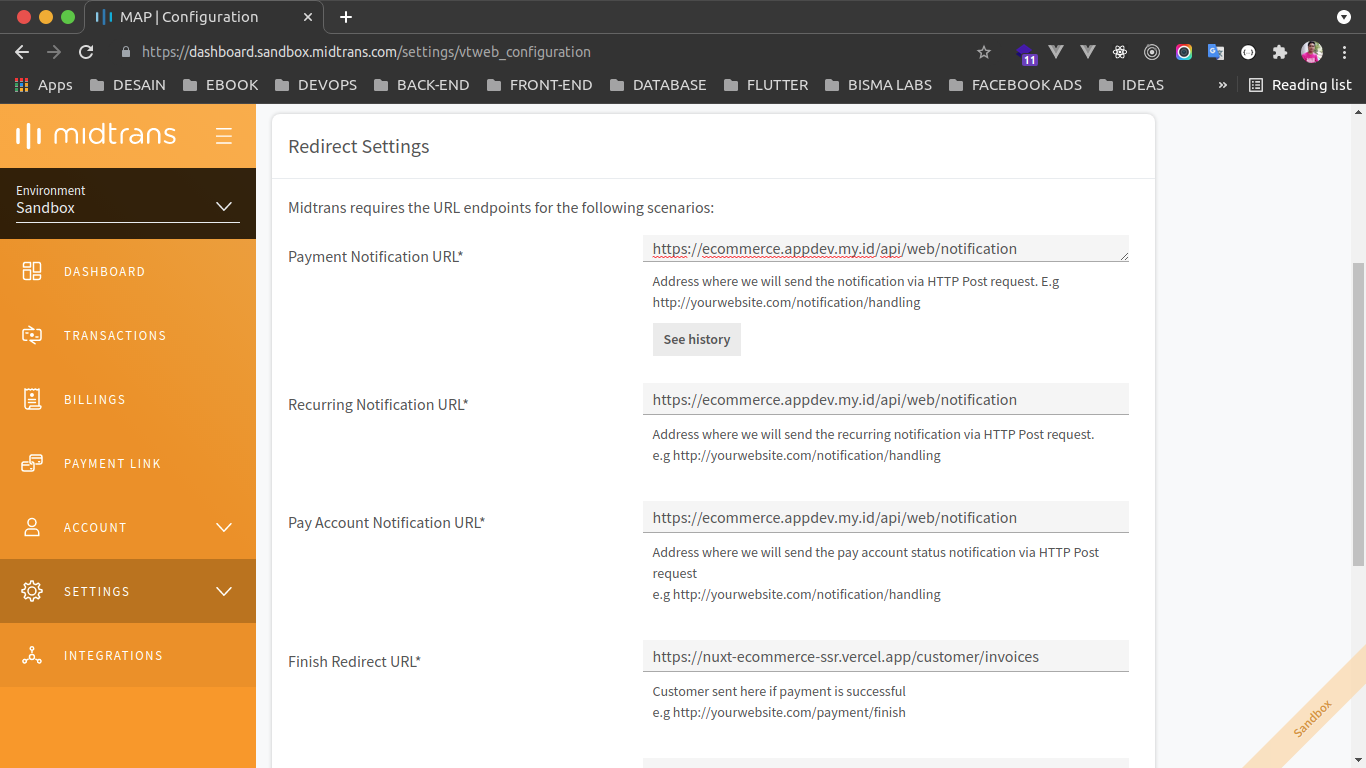 MAP | Configuration
https://dashboard.sandbox.midtrans.com/settings/vtweb_configuration
11
Apps
DESAIN
EBOOK
DEVOPS
BACK-END
FRONT-END
DATABASE
FLUTTER
BISMA LABS
FACEBOOK ADS
IDEAS
»
Reading list
midtrans
Environment
Sandbox
DASHBOARD
TRANSACTIONS
BILLINGS
PAYMENT LINK
ACCOUNT
SETTINGS
INTEGRATIONS
Redirect Settings
Midtrans requires the URL endpoints for the following scenarios:
Payment Notification URL*
https://ecommerce.appdev.my.id/api/web/notification
Address where we will send the notification via HTTP Post request. E.g
http://yourwebsite.com/notification/handling
See history
Recurring Notification URL*
https://ecommerce.appdev.my.id/api/web/notification
Address where we will send the recurring notification via HTTP Post request.
e.g http://yourwebsite.com/notification/handling
Pay Account Notification URL*
https://ecommerce.appdev.my.id/api/web/notification
Address where we will send the pay account status notification via HTTP Post
request
e.g http://yourwebsite.com/notification/handling
Finish Redirect URL*
https://nuxt-ecommerce-ssr.vercel.app/customer/invoices
Customer sent here if payment is successful
e.g http://yourwebsite.com/payment/finish
Sandbox